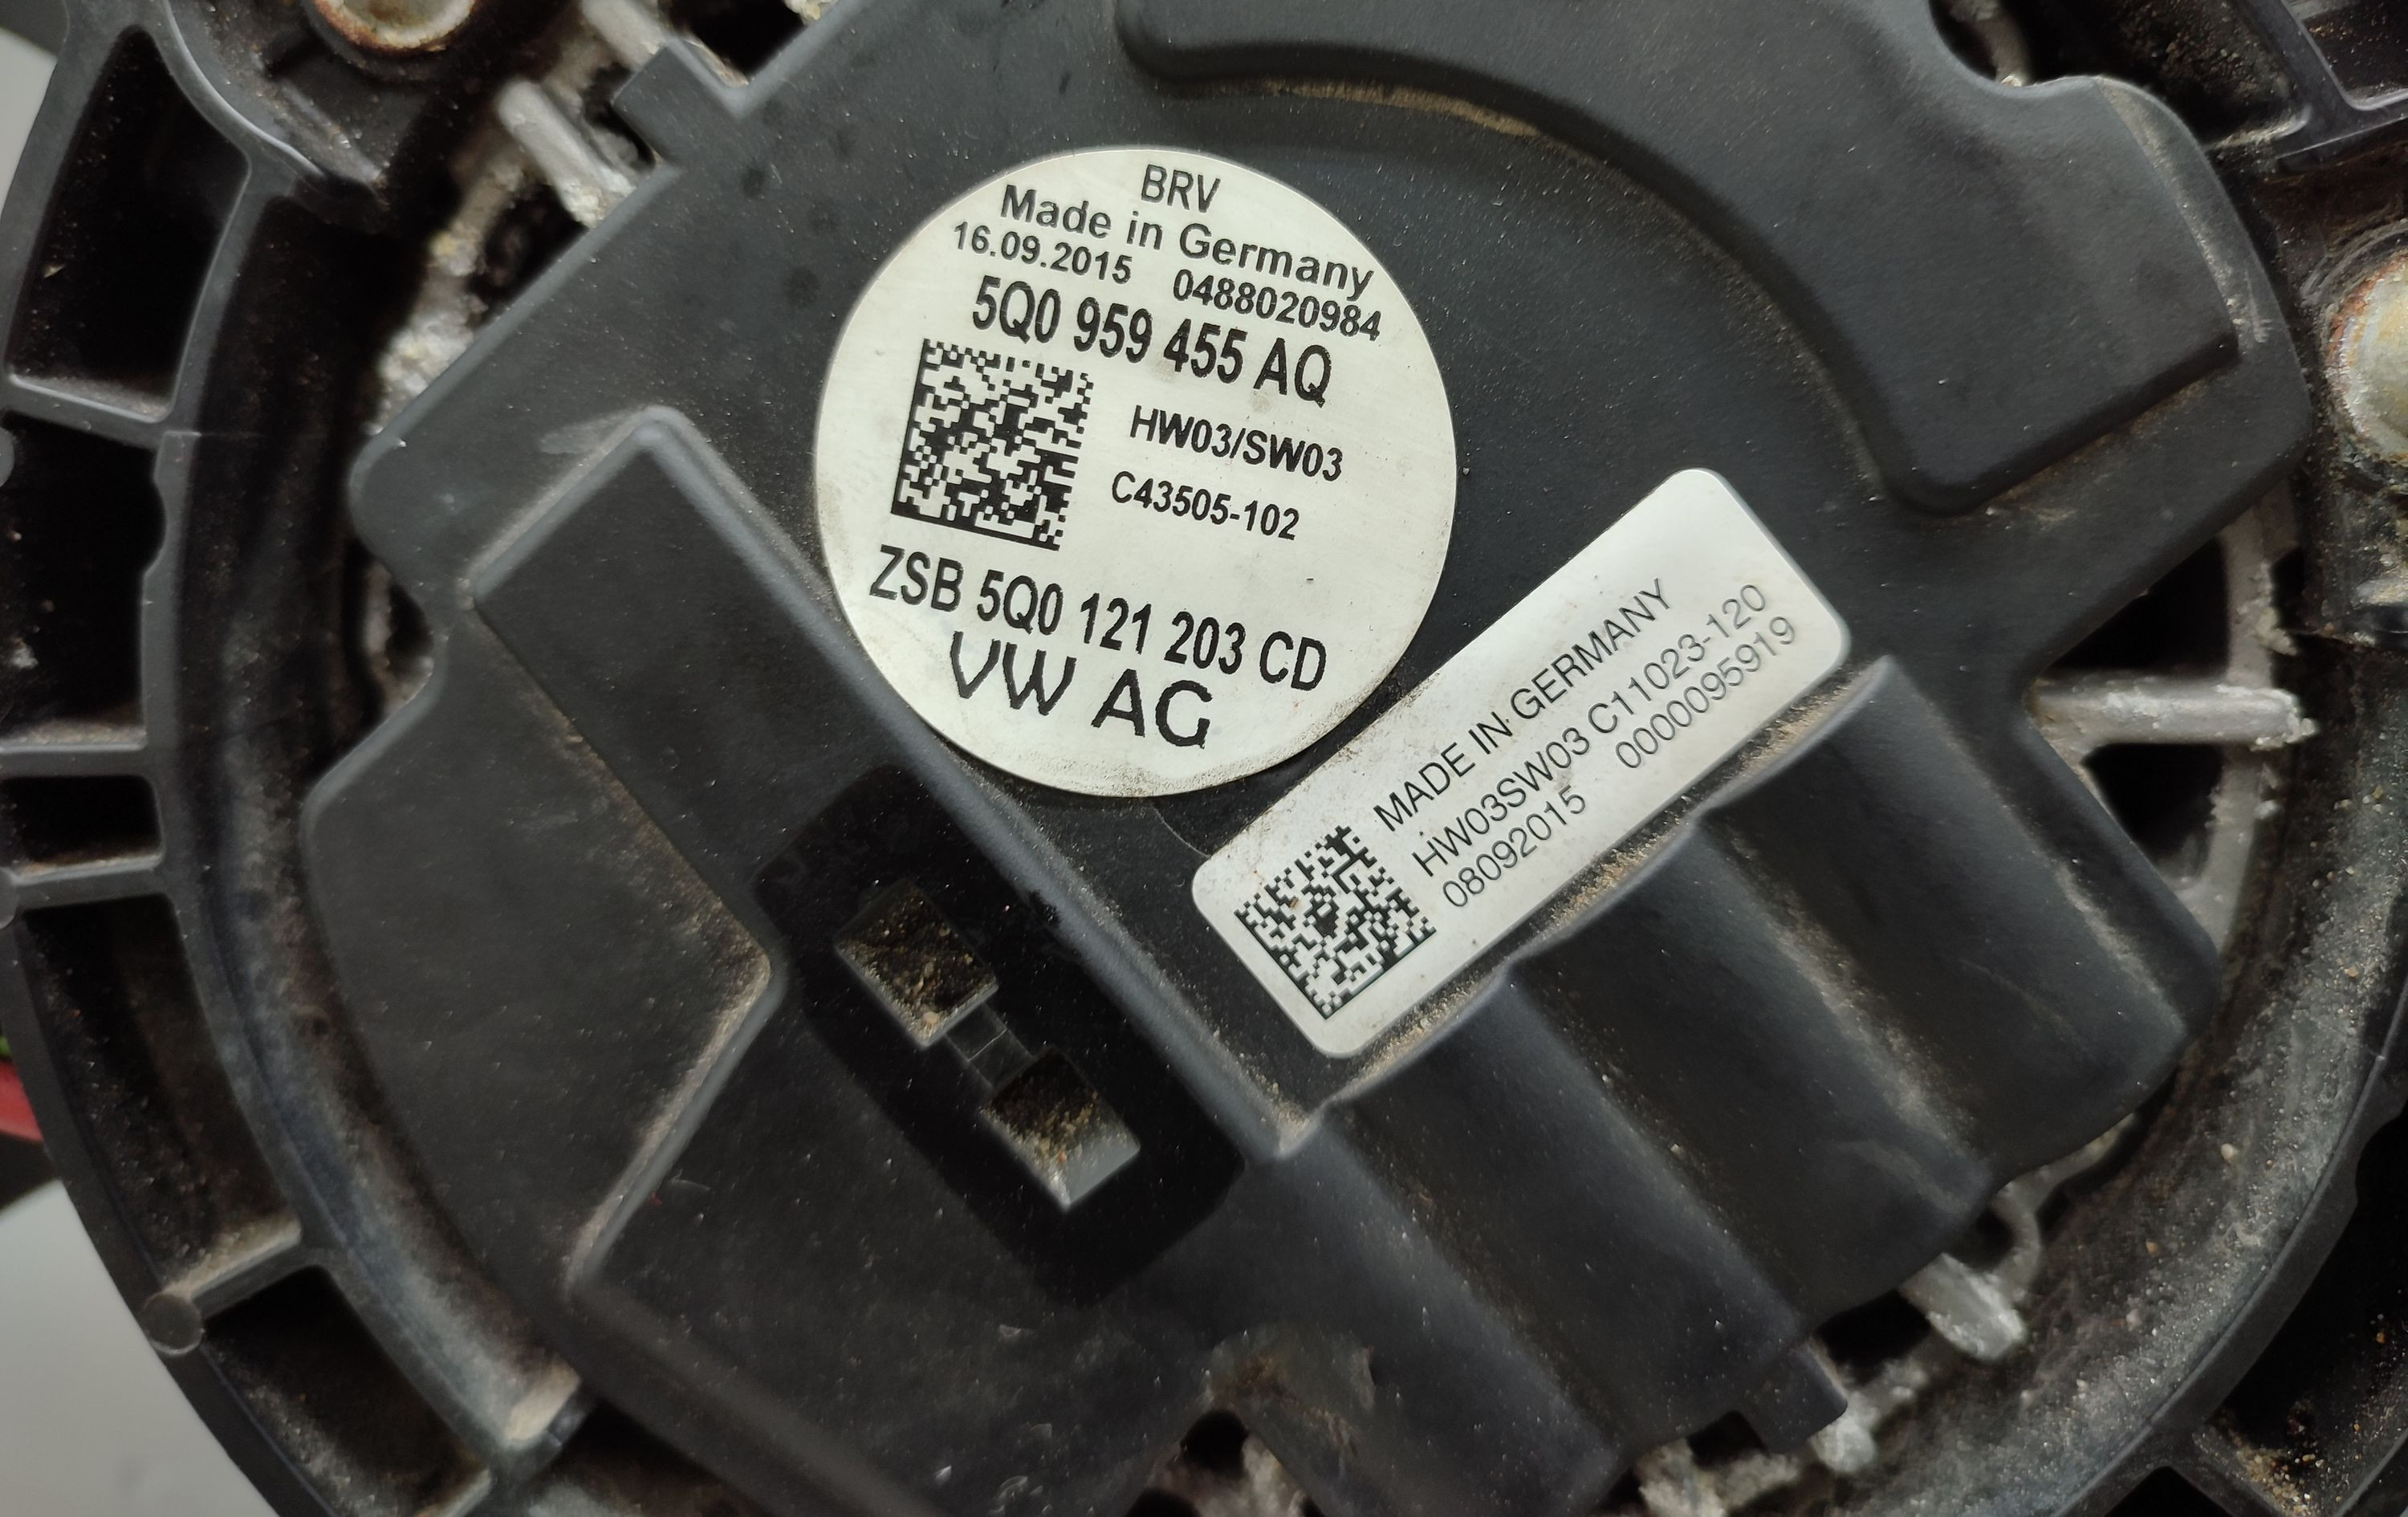 BRV
Made in Germany
16.09.2015 0488020984
5Q0 959 455 AQ
HW03/SW03
C43505-102
ZSB 5Q0 121 203 CD
VW AG
MADE IN GERMANY
HW03SW03 C11023-120
08092015 0000095919